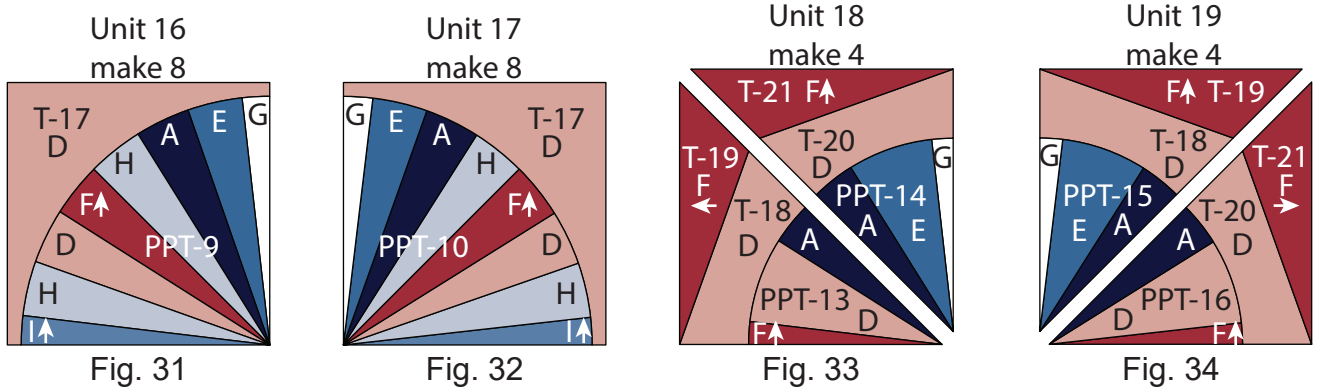 Unit 16
make 8
T-17
D
H
A
E
G
F
PPT-9
D
H
I
Fig. 31
Unit 17
make 8
G
E
A
H
T-17
D
F
PPT-10
D
H
I
Fig. 32
Unit 18
make 4
T-21 F
T-19
F
T-20
D
G
PPT-14
A
E
T-18
D
A
PPT-13
D
F
Fig. 33
Unit 19
make 4
F T-19
T-18
D
G
T-21
F
PPT-15
E
A
A
T-20
D
PPT-16
D
F
Fig. 34